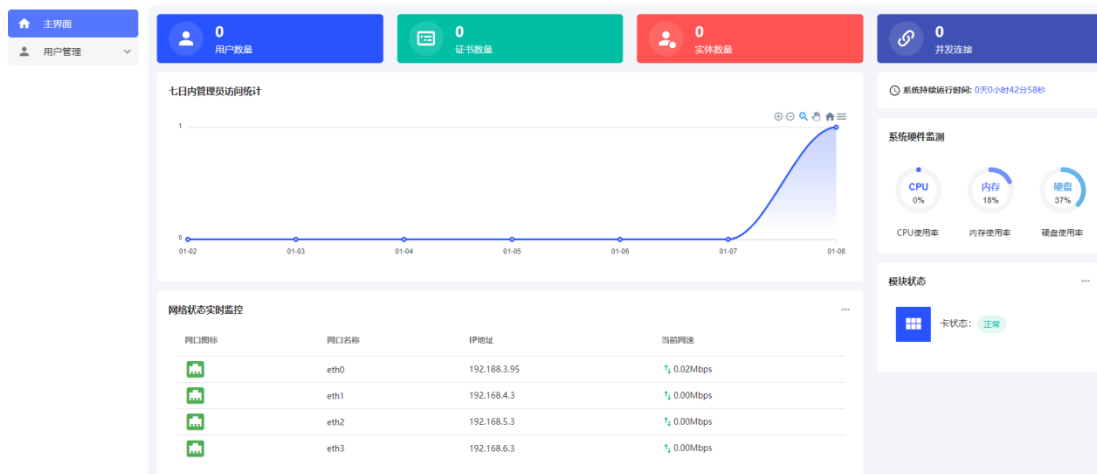 主界面
用户管理
0
用户数量
0
证书数量
0
实体数量
0
并发连接
七日内管理员访问统计
1
0
01-02 01-03 01-04 01-05 01-06 01-07 01-08
系统持续运行时间: 0天0小时42分58秒
系统硬件监测
CPU 内存 硬盘
0% 18% 37%
CPU使用率 内存使用率 硬盘使用率
网络状态实时监控
网口图标 网口名称 IP地址 当前网速
eth0 192.188.3.95 0.02Mbps
eth1 192.168.4.3 0.00Mbps
eth2 192.168.5.3 0.00Mbps
eth3 192.168.6.3 0.00Mbps
模块状态
卡状态: 正常